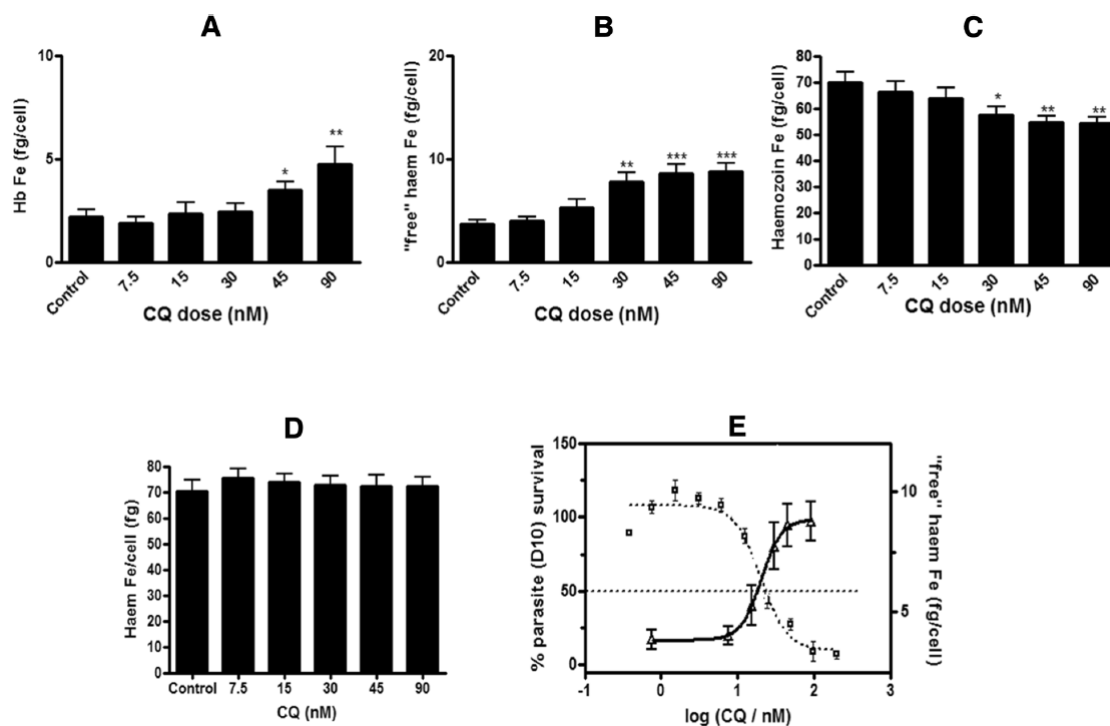 A
Hb Fe (fg/cell)
10
5
0
*
**
Control 7.5 15 30 45 90
CQ dose (nM)
B
"free" haem Fe (fg/cell)
20
10
0
**
***
***
Control 7.5 15 30 45 90
CQ dose (nM)
C
Haemozoin Fe (fg/cell)
80
70
60
50
40
30
20
10
0
*
**
**
Control 7.5 15 30 45 90
CQ dose (nM)
D
Haem Fe/cell (fg)
80
70
60
50
40
30
20
10
0
Control 7.5 15 30 45 90
CQ (nM)
E
% parasite (D10) survival
150
100
50
0
-1 0 1 2 3
log (CQ / nM)
10
5
"free" haem Fe (fg/cell)